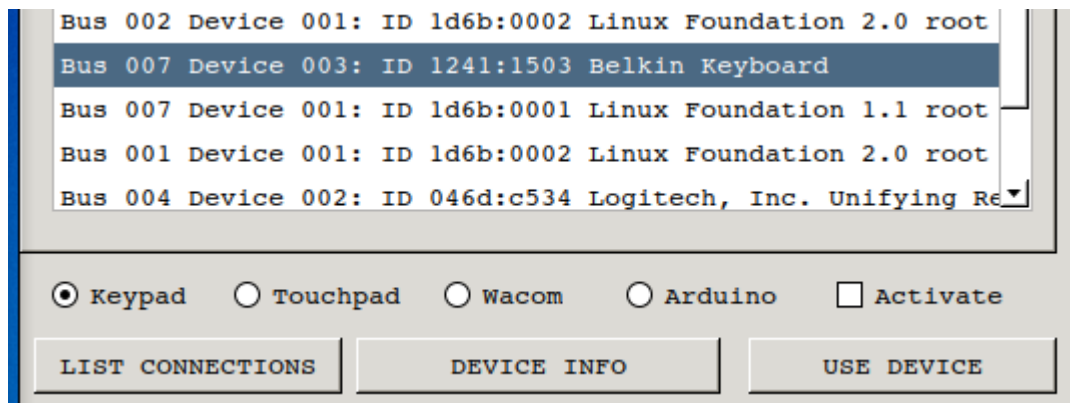 Bus 002 Device 001: ID 1d6b:0002 Linux Foundation 2.0 root
Bus 007 Device 003: ID 1241:1503 Belkin Keyboard
Bus 007 Device 001: ID 1d6b:0001 Linux Foundation 1.1 root
Bus 001 Device 001: ID 1d6b:0002 Linux Foundation 2.0 root
Bus 004 Device 002: ID 046d:c534 Logitech, Inc. Unifying Re
Keypad Touchpad Wacom Arduino Activate
LIST CONNECTIONS DEVICE INFO USE DEVICE